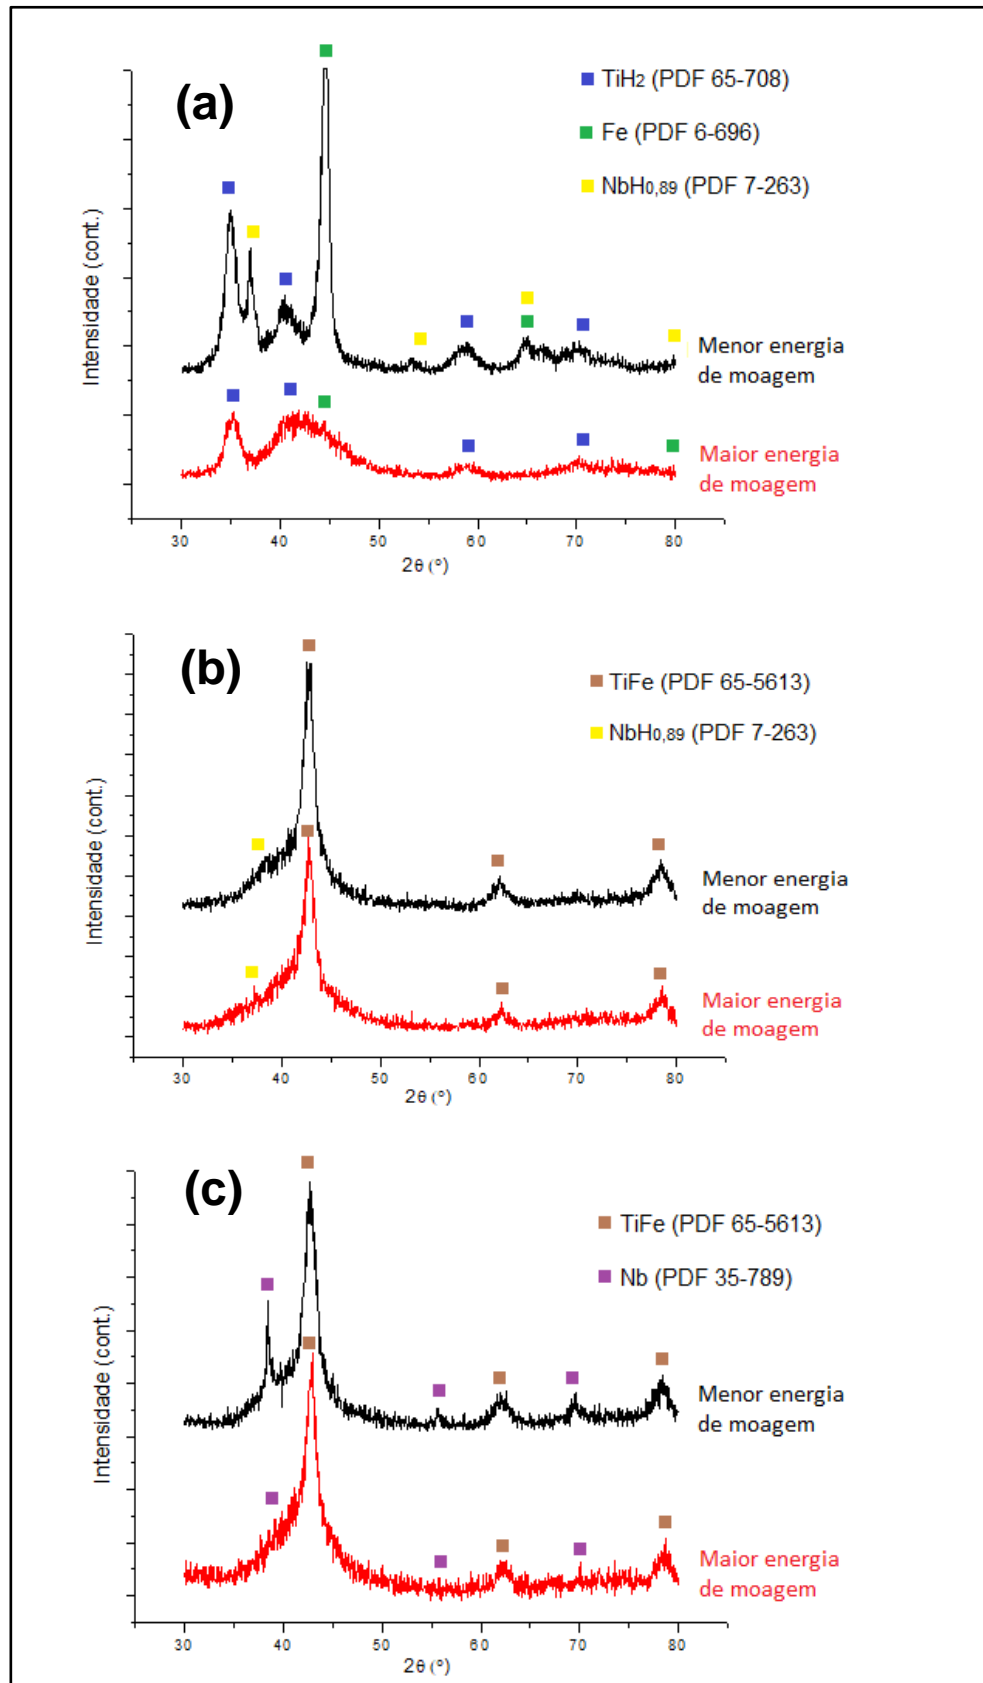 (a)
TiH2 (PDF 65-708)
Fe (PDF 6-696)
NbH0,89 (PDF 7-263)
Intensidade (cont.)
Menor energia
de moagem
Maior energia
de moagem
30 40 50 60 70 80
2θ (°)
(b)
TiFe (PDF 65-5613)
NbH0,89 (PDF 7-263)
Intensidade (cont.)
Menor energia
de moagem
Maior energia
de moagem
30 40 50 60 70 80
2θ (°)
(c)
TiFe (PDF 65-5613)
Nb (PDF 35-789)
Intensidade (cont.)
Menor energia
de moagem
Maior energia
de moagem
30 40 50 60 70 80
2θ (°)